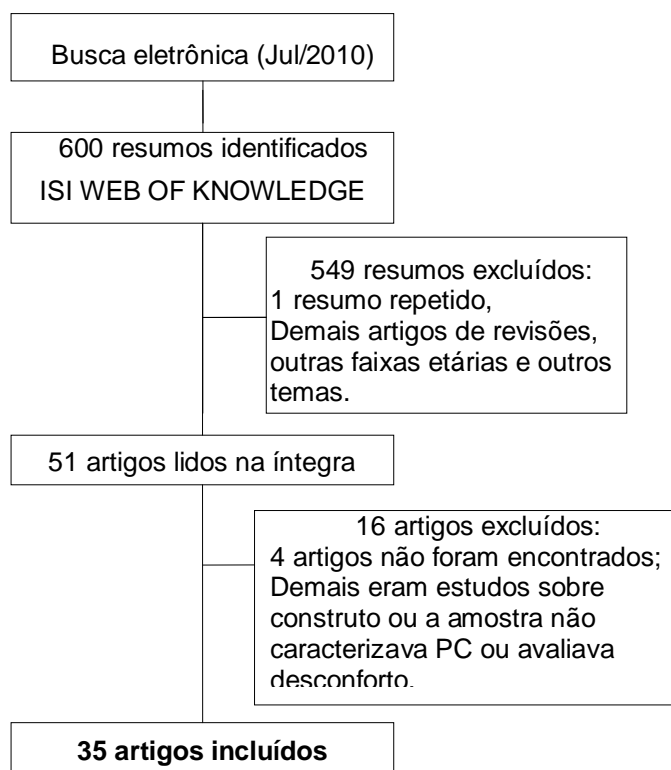 Busca eletrônica (Jul/2010)
600 resumos identificados
ISI WEB OF KNOWLEDGE
549 resumos excluídos:
1 resumo repetido,
Demais artigos de revisões,
outras faixas etárias e outros
temas.
51 artigos lidos na íntegra
16 artigos excluídos:
4 artigos não foram encontrados;
Demais eram estudos sobre
construto ou a amostra não
caracterizava PC ou avaliava
desconforto.
35 artigos incluídos